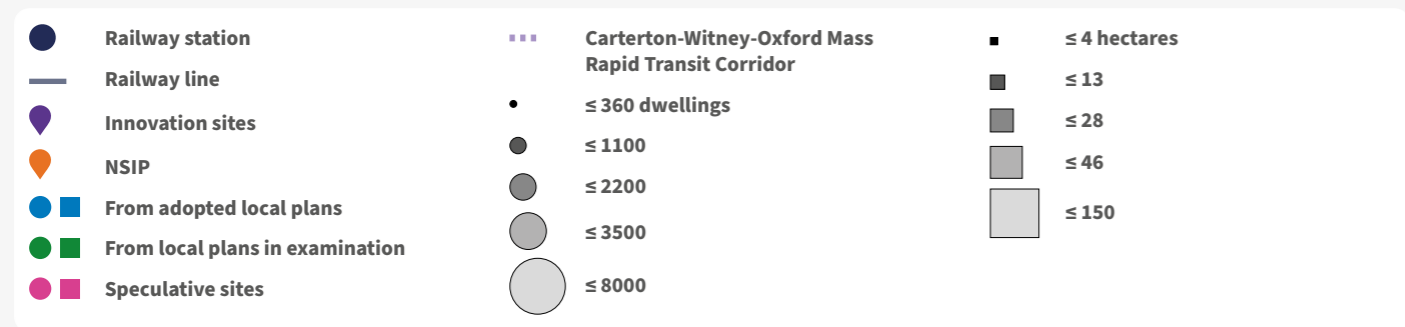 Railway station
Railway line
Innovation sites
NSIP
From adopted local plans
From local plans in examination
Speculative sites
Carterton-Witney-Oxford Mass
Rapid Transit Corridor
≤ 360 dwellings
≤ 1100
≤ 2200
≤ 3500
≤ 8000
≤ 4 hectares
≤ 13
≤ 28
≤ 46
≤ 150